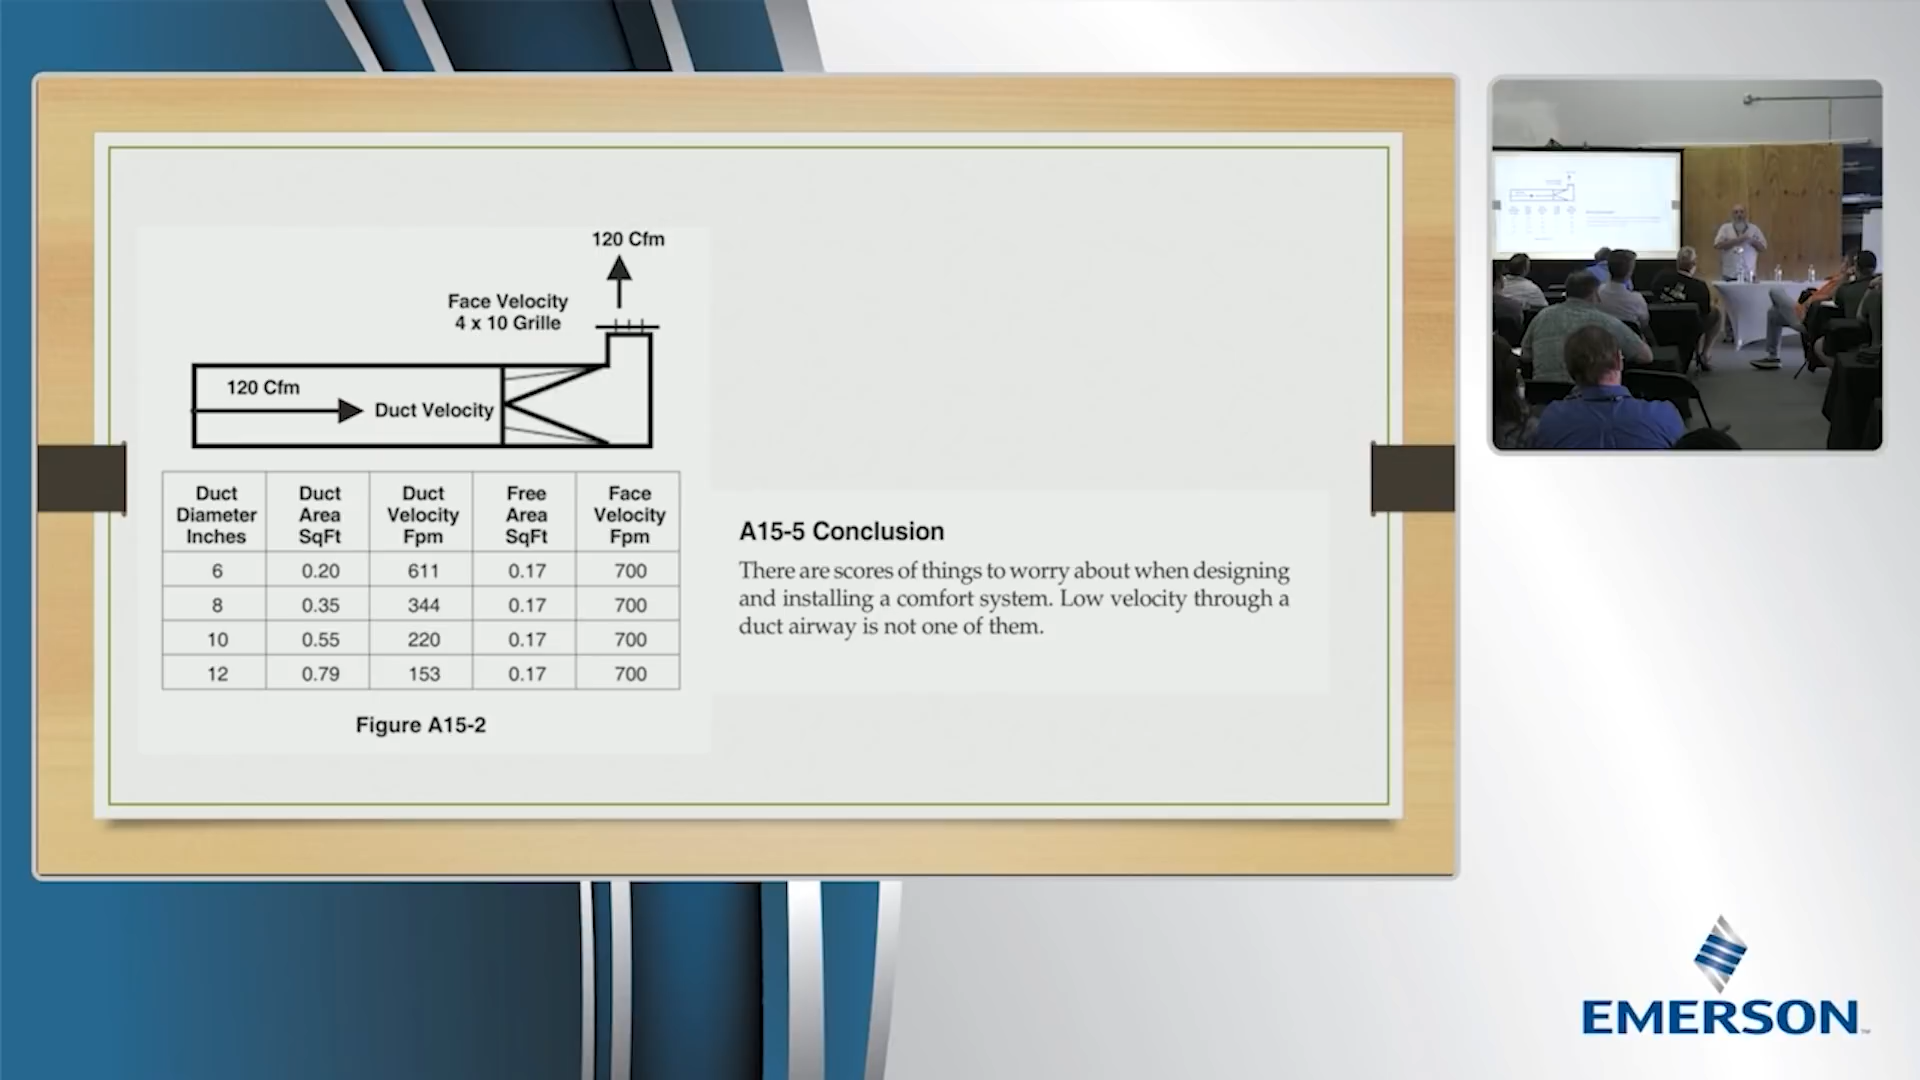 120 Cfm
Face Velocity
4 x 10 Grille
120 Cfm
Duct Velocity
Duct Diameter Inches Duct Area SqFt Duct Velocity Fpm Free Area SqFt Face Velocity Fpm
6 0.20 611 0.17 700
8 0.35 344 0.17 700
10 0.55 220 0.17 700
12 0.79 153 0.17 700
Figure A15-2
A15-5 Conclusion
There are scores of things to worry about when designing
and installing a comfort system. Low velocity through a
duct airway is not one of them.
EMERSON